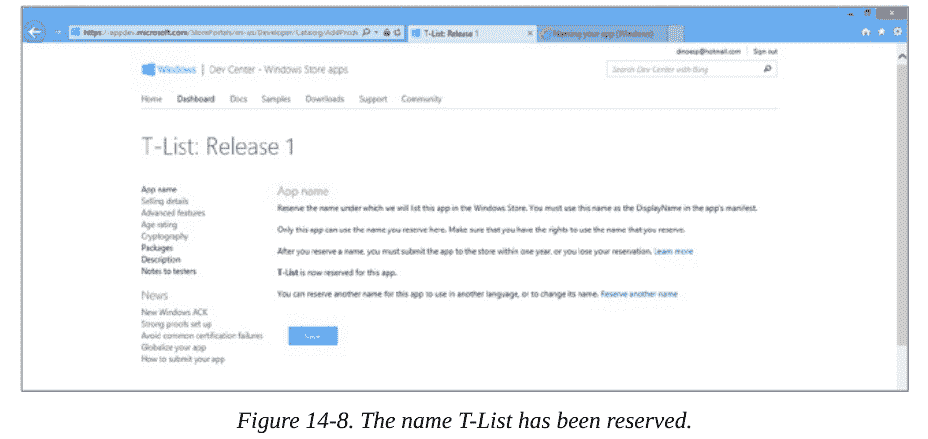 https://appdev.microsoft.com/StorePortals/en-us/Developer/Catalog/AddProdu
T-List: Release 1
Naming your app (Windows)
dinoesp@hotmail.com Sign out
Windows | Dev Center - Windows Store apps
Search Dev Center with Bing
Home Dashboard Docs Samples Downloads Support Community
T-List: Release 1
App name
Selling details
Advanced features
Age rating
Cryptography
Packages
Description
Notes to testers
News
New Windows ACK
Strong proofs set up
Avoid common certification failures
Globalize your app
How to submit your app
App name
Reserve the name under which we will list this app in the Windows Store. You must use this name as the DisplayName in the app's manifest.
Only this app can use the name you reserve here. Make sure that you have the rights to use the name that you reserve.
After you reserve a name, you must submit the app to the store within one year, or you lose your reservation. Learn more
T-List is now reserved for this app.
You can reserve another name for this app to use in another language, or to change its name. Reserve another name
Save
Figure 14-8. The name T-List has been reserved.